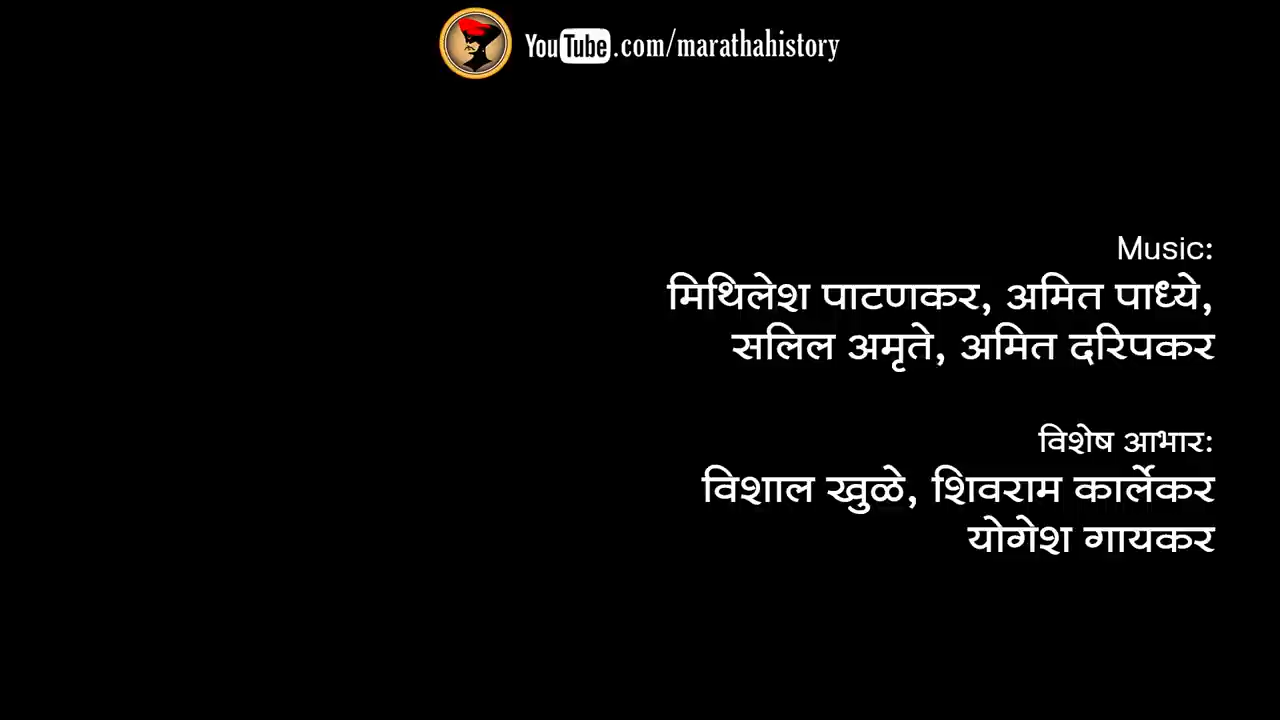 YouTube.com/marathahistory
Music:
मिथिलेश पाटणकर, अमित पाध्ये,
सलिल अमृते, अमित दरिपकर
विशेष आभार:
विशाल खुळे, शिवराम कार्लेकर
योगेश गायकर